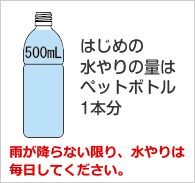 500mL
はじめの
水やりの量は
ペットボトル
1本分
雨が降らない限り、水やりは
毎日してください。